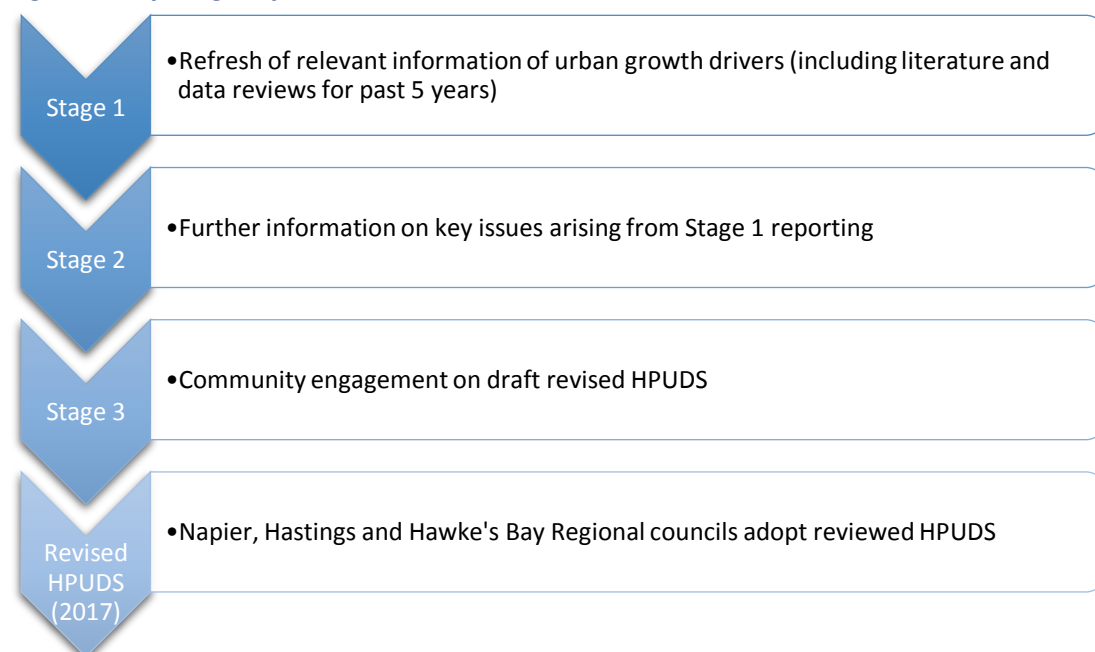 Stage 1
•Refresh of relevant information of urban growth drivers (including literature and
data reviews for past 5 years)
Stage 2
•Further information on key issues arising from Stage 1 reporting
Stage 3
•Community engagement on draft revised HPUDS
Revised
HPUDS
(2017)
•Napier, Hastings and Hawke's Bay Regional councils adopt reviewed HPUDS